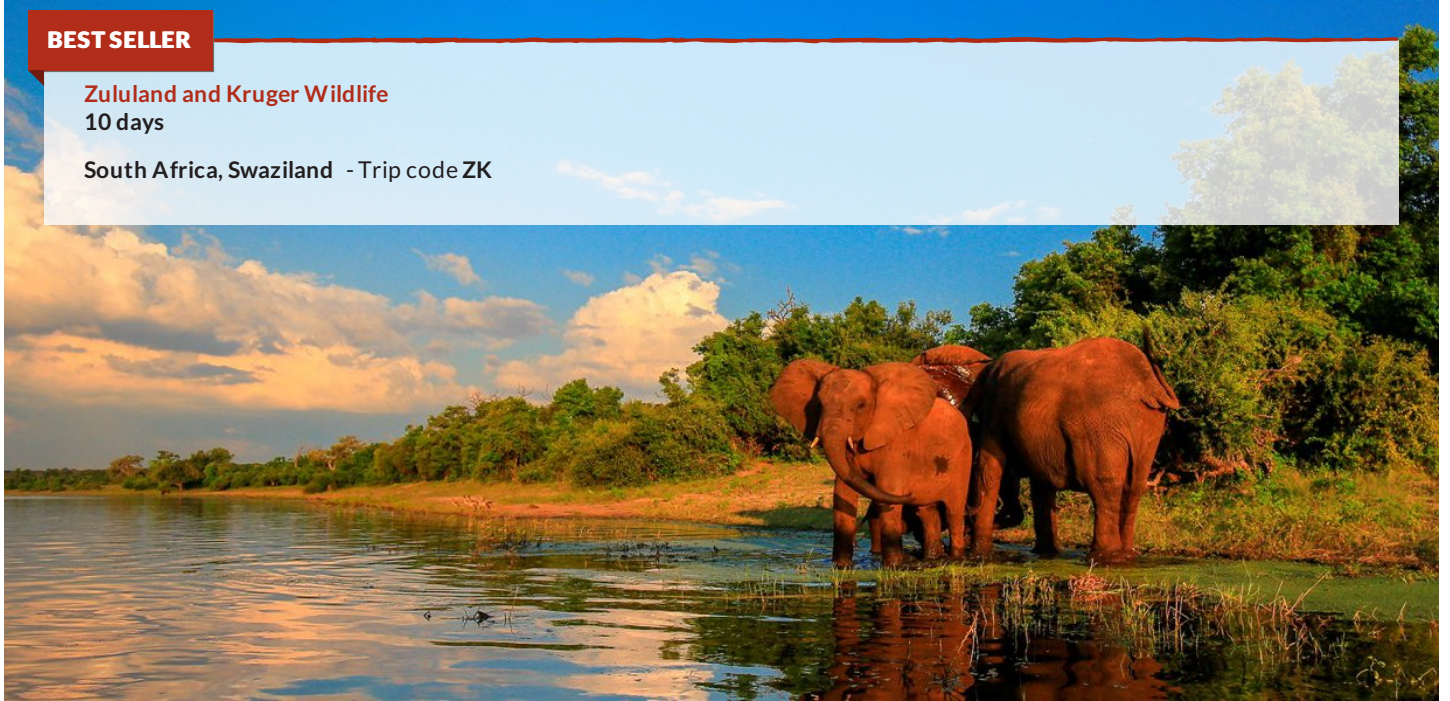 BEST SELLER
Zululand and Kruger Wildlife
10 days
South Africa, Swaziland - Trip code ZK